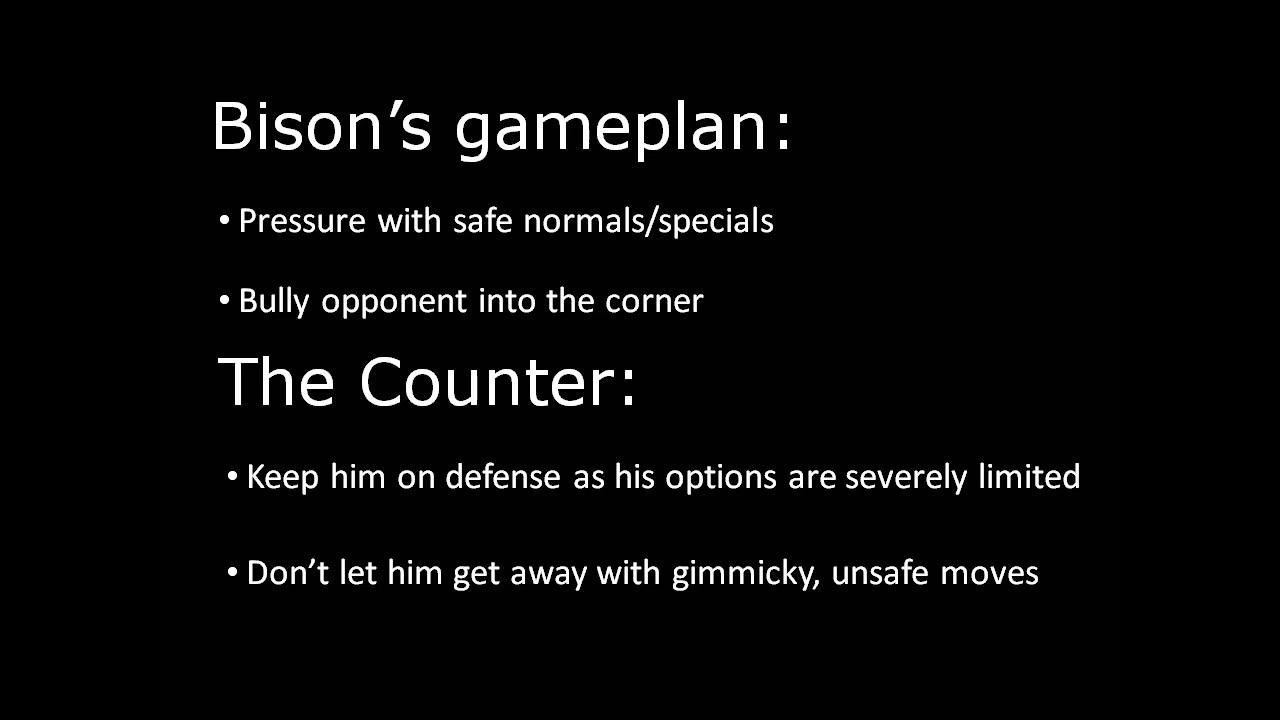 Bison’s gameplan:
• Pressure with safe normals/specials
• Bully opponent into the corner
The Counter:
• Keep him on defense as his options are severely limited
• Don’t let him get away with gimmicky, unsafe moves